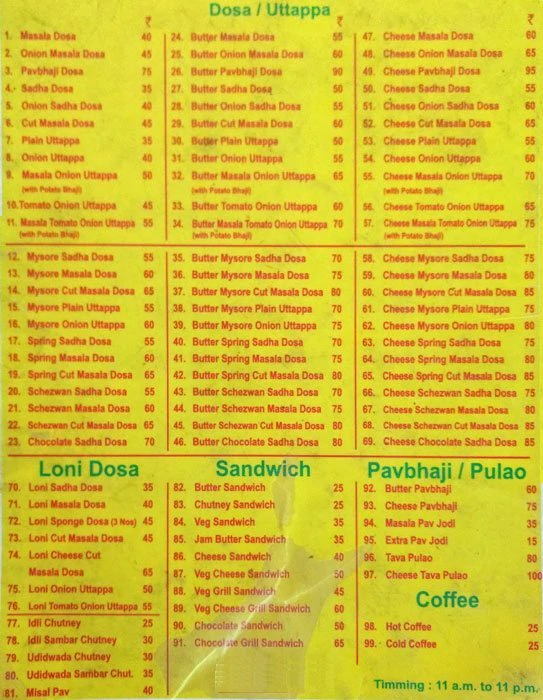 Dosa / Uttappa
₹
1. Masala Dosa 40
2. Onion Masala Dosa 45
3. Pavbhaji Dosa 75
4. Sadha Dosa 35
5. Onion Sadha Dosa 40
6. Cut Masala Dosa 45
7. Plain Uttappa 35
8. Onion Uttappa 40
9. Masala Onion Uttappa 50
(with Potato Bhaji)
10. Tomato Onion Uttappa 45
11. Masala Tomato Onion Uttappa 55
(with Potato Bhaji)
₹
24. Butter Masala Dosa 55
25. Butter Onion Masala Dosa 60
26. Butter Pavbhaji Dosa 90
27. Butter Sadha Dosa 50
28. Butter Onion Sadha Dosa 55
29. Butter Cut Masala Dosa 60
30. Butter Plain Uttappa 50
31. Butter Onion Uttappa 55
32. Butter Masala Onion Uttappa 65
(with Potato Bhaji)
33. Butter Tomato Onion Uttappa 60
34. Butter Masala Tomato Onion Uttappa 70
(with Potato Bhaji)
₹
47. Cheese Masala Dosa 60
48. Cheese Onion Masala Dosa 65
49. Cheese Pavbhaji Dosa 95
50. Cheese Sadha Dosa 55
51. Cheese Onion Sadha Dosa 60
52. Cheese Cut Masala Dosa 65
53. Cheese Plain Uttappa 55
54. Cheese Onion Uttappa 60
55. Cheese Masala Onion Uttappa 70
(with Potato Bhaji)
56. Cheese Tomato Onion Uttappa 65
57. Cheese Masala Tomato Onion Uttappa 75
(with Potato Bhaji)
12. Mysore Sadha Dosa 55
13. Mysore Masala Dosa 60
14. Mysore Cut Masala Dosa 65
15. Mysore Plain Uttappa 55
16. Mysore Onion Uttappa 60
17. Spring Sadha Dosa 55
18. Spring Masala Dosa 60
19. Spring Cut Masala Dosa 65
20. Schezwan Sadha Dosa 55
21. Schezwan Masala Dosa 60
22. Schezwan Cut Masala Dosa 65
23. Chocolate Sadha Dosa 70
35. Butter Mysore Sadha Dosa 70
36. Butter Mysore Masala Dosa 75
37. Butter Mysore Cut Masala Dosa 80
38. Butter Mysore Plain Uttappa 70
39. Butter Mysore Onion Uttappa 75
40. Butter Spring Sadha Dosa 70
41. Butter Spring Masala Dosa 75
42. Butter Spring Cut Masala Dosa 80
43. Butter Schezwan Sadha Dosa 70
44. Butter Schezwan Masala Dosa 75
45. Butter Schezwan Cut Masala Dosa 80
46. Butter Chocolate Sadha Dosa 80
58. Cheese Mysore Sadha Dosa 75
59. Cheese Mysore Masala Dosa 80
60. Cheese Mysore Cut Masala Dosa 85
61. Cheese Mysore Plain Uttappa 75
62. Cheese Mysore Onion Uttappa 80
63. Cheese Spring Sadha Dosa 75
64. Cheese Spring Masala Dosa 80
65. Cheese Spring Cut Masala Dosa 85
66. Cheese Schezwan Sadha Dosa 75
67. Cheese Schezwan Masala Dosa 80
68. Cheese Schezwan Cut Masala Dosa 85
69. Cheese Chocolate Sadha Dosa 85
Loni Dosa
70. Loni Sadha Dosa 35
71. Loni Masala Dosa 40
72. Loni Sponge Dosa (3 Nos) 45
73. Loni Cut Masala Dosa 45
74. Loni Cheese Cut
Masala Dosa 65
75. Loni Onion Uttappa 50
76. Loni Tomato Onion Uttappa 55
77. Idli Chutney 25
78. Idli Sambar Chutney 30
79. Udidwada Chutney 30
80. Udidwada Sambar Chut. 35
81. Misal Pav 40
Sandwich
82. Butter Sandwich 25
83. Chutney Sandwich 25
84. Veg Sandwich 35
85. Jam Butter Sandwich 35
86. Cheese Sandwich 40
87. Veg Cheese Sandwich 50
88. Veg Grill Sandwich 45
89. Veg Cheese Grill Sandwich 60
90. Chocolate Sandwich 50
91. Chocolate Grill Sandwich 65
Pavbhaji / Pulao
92. Butter Pavbhaji 60
93. Cheese Pavbhaji 75
94. Masala Pav Jodi 35
95. Extra Pav Jodi 15
96. Tava Pulao 80
97. Cheese Tava Pulao 100
Coffee
98. Hot Coffee 25
99. Cold Coffee 25
Timming : 11 a.m. to 11 p.m.